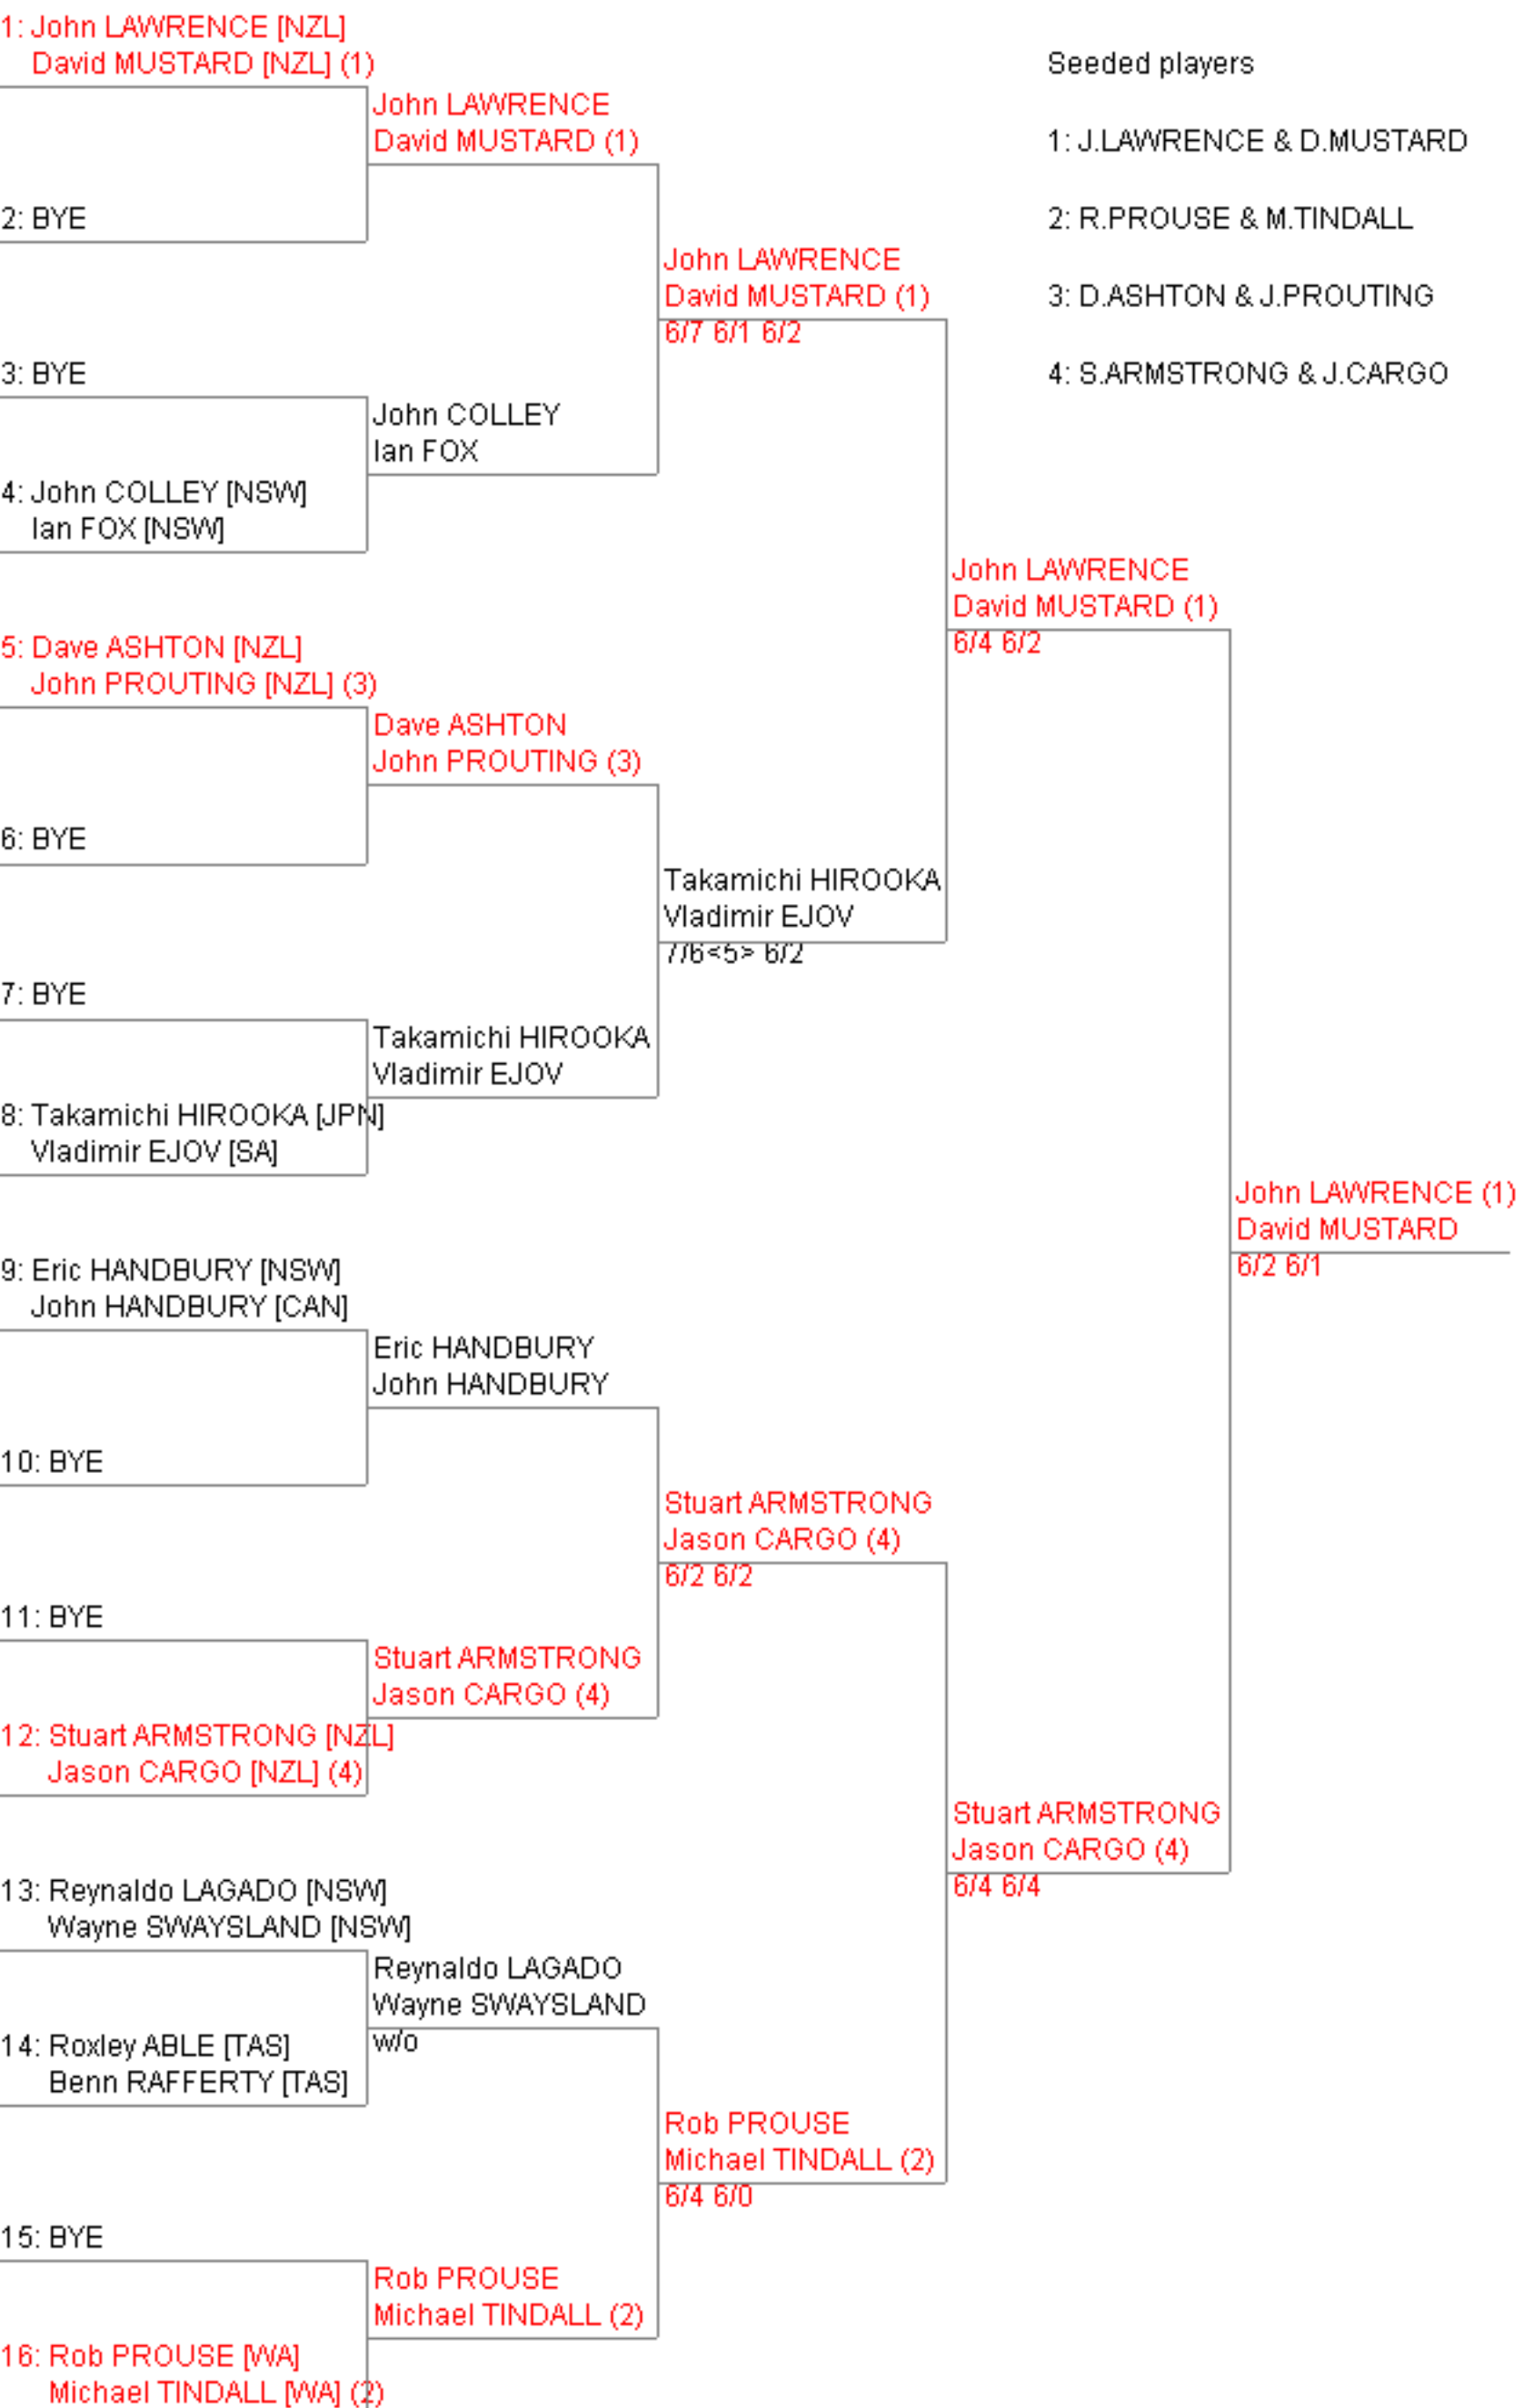 1: John LAWRENCE [NZL]
David MUSTARD [NZL] (1)
2: BYE
3: BYE
4: John COLLEY [NSW]
Ian FOX [NSW]
5: Dave ASHTON [NZL]
John PROUTING [NZL] (3)
6: BYE
7: BYE
8: Takamichi HIROOKA [JPN]
Vladimir EJOV [SA]
9: Eric HANDBURY [NSW]
John HANDBURY [CAN]
10: BYE
11: BYE
12: Stuart ARMSTRONG [NZL]
Jason CARGO [NZL] (4)
13: Reynaldo LAGADO [NSW]
Wayne SWAYSLAND [NSW]
14: Roxley ABLE [TAS]
Benn RAFFERTY [TAS]
15: BYE
16: Rob PROUSE [WA]
Michael TINDALL [WA] (2)
John LAWRENCE
David MUSTARD (1)
John COLLEY
Ian FOX
Dave ASHTON
John PROUTING (3)
Takamichi HIROOKA
Vladimir EJOV
Eric HANDBURY
John HANDBURY
Stuart ARMSTRONG
Jason CARGO (4)
Reynaldo LAGADO
Wayne SWAYSLAND
w/o
Rob PROUSE
Michael TINDALL (2)
John LAWRENCE
David MUSTARD (1)
6/7 6/1 6/2
Takamichi HIROOKA
Vladimir EJOV
7/6<5> 6/2
Stuart ARMSTRONG
Jason CARGO (4)
6/2 6/2
Rob PROUSE
Michael TINDALL (2)
6/4 6/0
John LAWRENCE
David MUSTARD (1)
6/4 6/2
Stuart ARMSTRONG
Jason CARGO (4)
6/4 6/4
John LAWRENCE (1)
David MUSTARD
6/2 6/1
Seeded players
1: J.LAWRENCE & D.MUSTARD
2: R.PROUSE & M.TINDALL
3: D.ASHTON & J.PROUTING
4: S.ARMSTRONG & J.CARGO